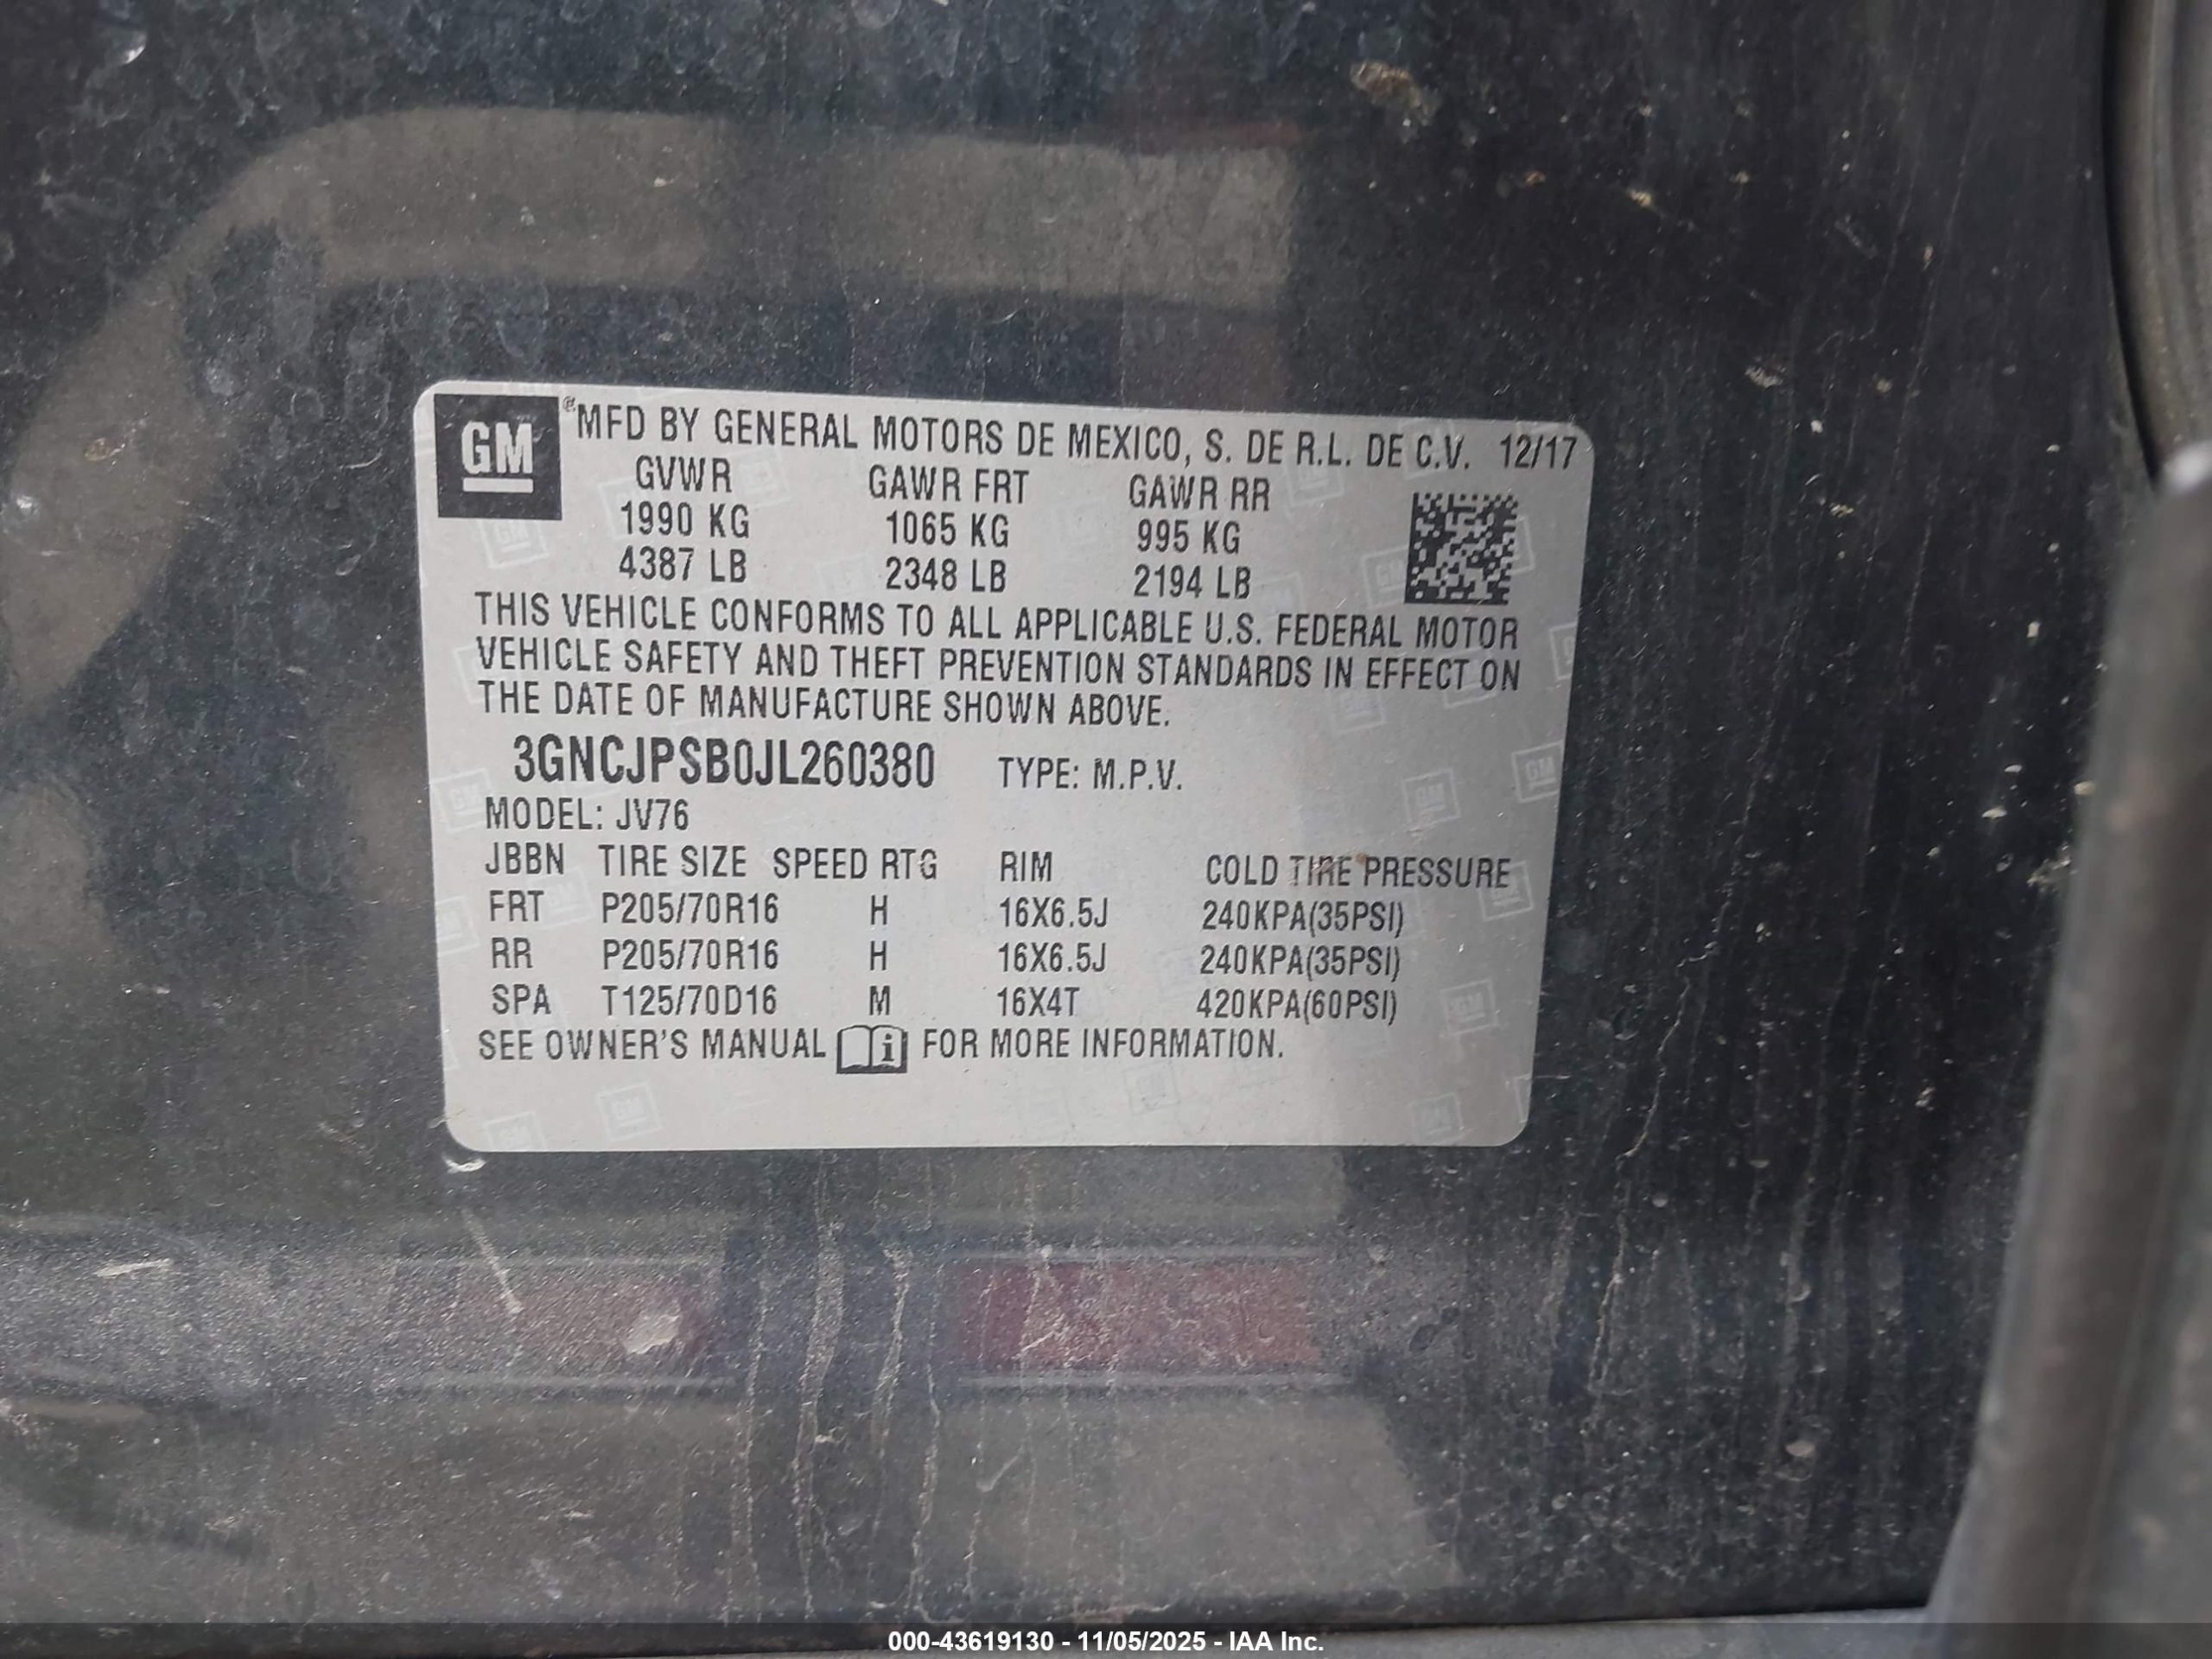 GM ® MFD BY GENERAL MOTORS DE MEXICO, S. DE R.L. DE C.V. 12/17
GVWR GAWR FRT GAWR RR
1990 KG 1065 KG 995 KG
4387 LB 2348 LB 2194 LB
THIS VEHICLE CONFORMS TO ALL APPLICABLE U.S. FEDERAL MOTOR
VEHICLE SAFETY AND THEFT PREVENTION STANDARDS IN EFFECT ON
THE DATE OF MANUFACTURE SHOWN ABOVE.
3GNCJPSB0JL260380 TYPE: M.P.V.
MODEL: JV76
JBBN TIRE SIZE SPEED RTG RIM COLD TIRE PRESSURE
FRT P205/70R16 H 16X6.5J 240KPA(35PSI)
RR P205/70R16 H 16X6.5J 240KPA(35PSI)
SPA T125/70D16 M 16X4T 420KPA(60PSI)
SEE OWNER'S MANUAL i FOR MORE INFORMATION.
000-43619130 - 11/05/2025 - IAA Inc.